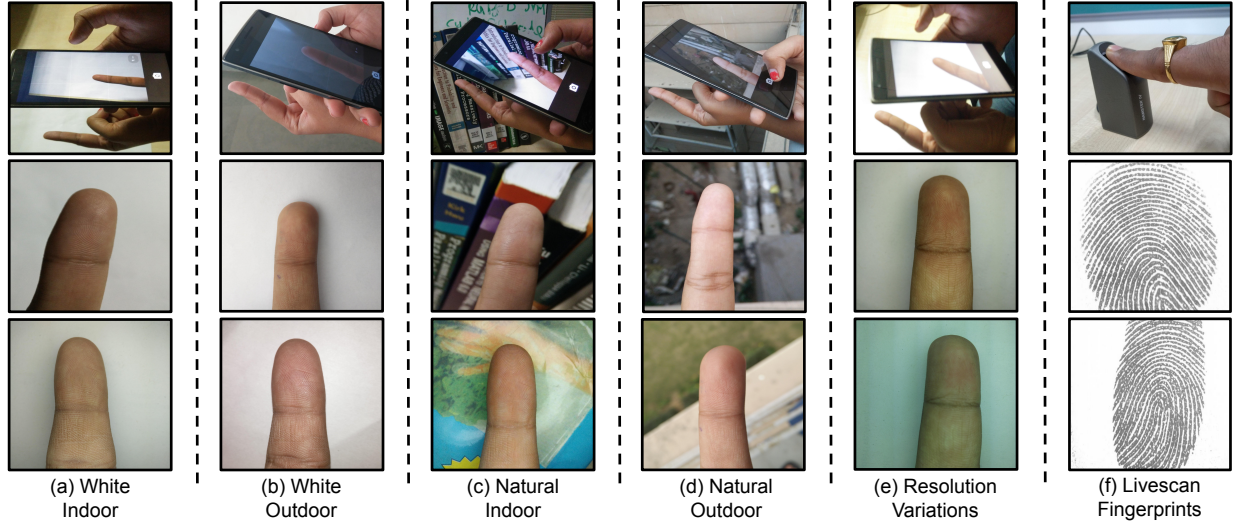 (a) White
Indoor
(b) White
Outdoor
(c) Natural
Indoor
(d) Natural
Outdoor
(e) Resolution
Variations
(f) Livescan
Fingerprints